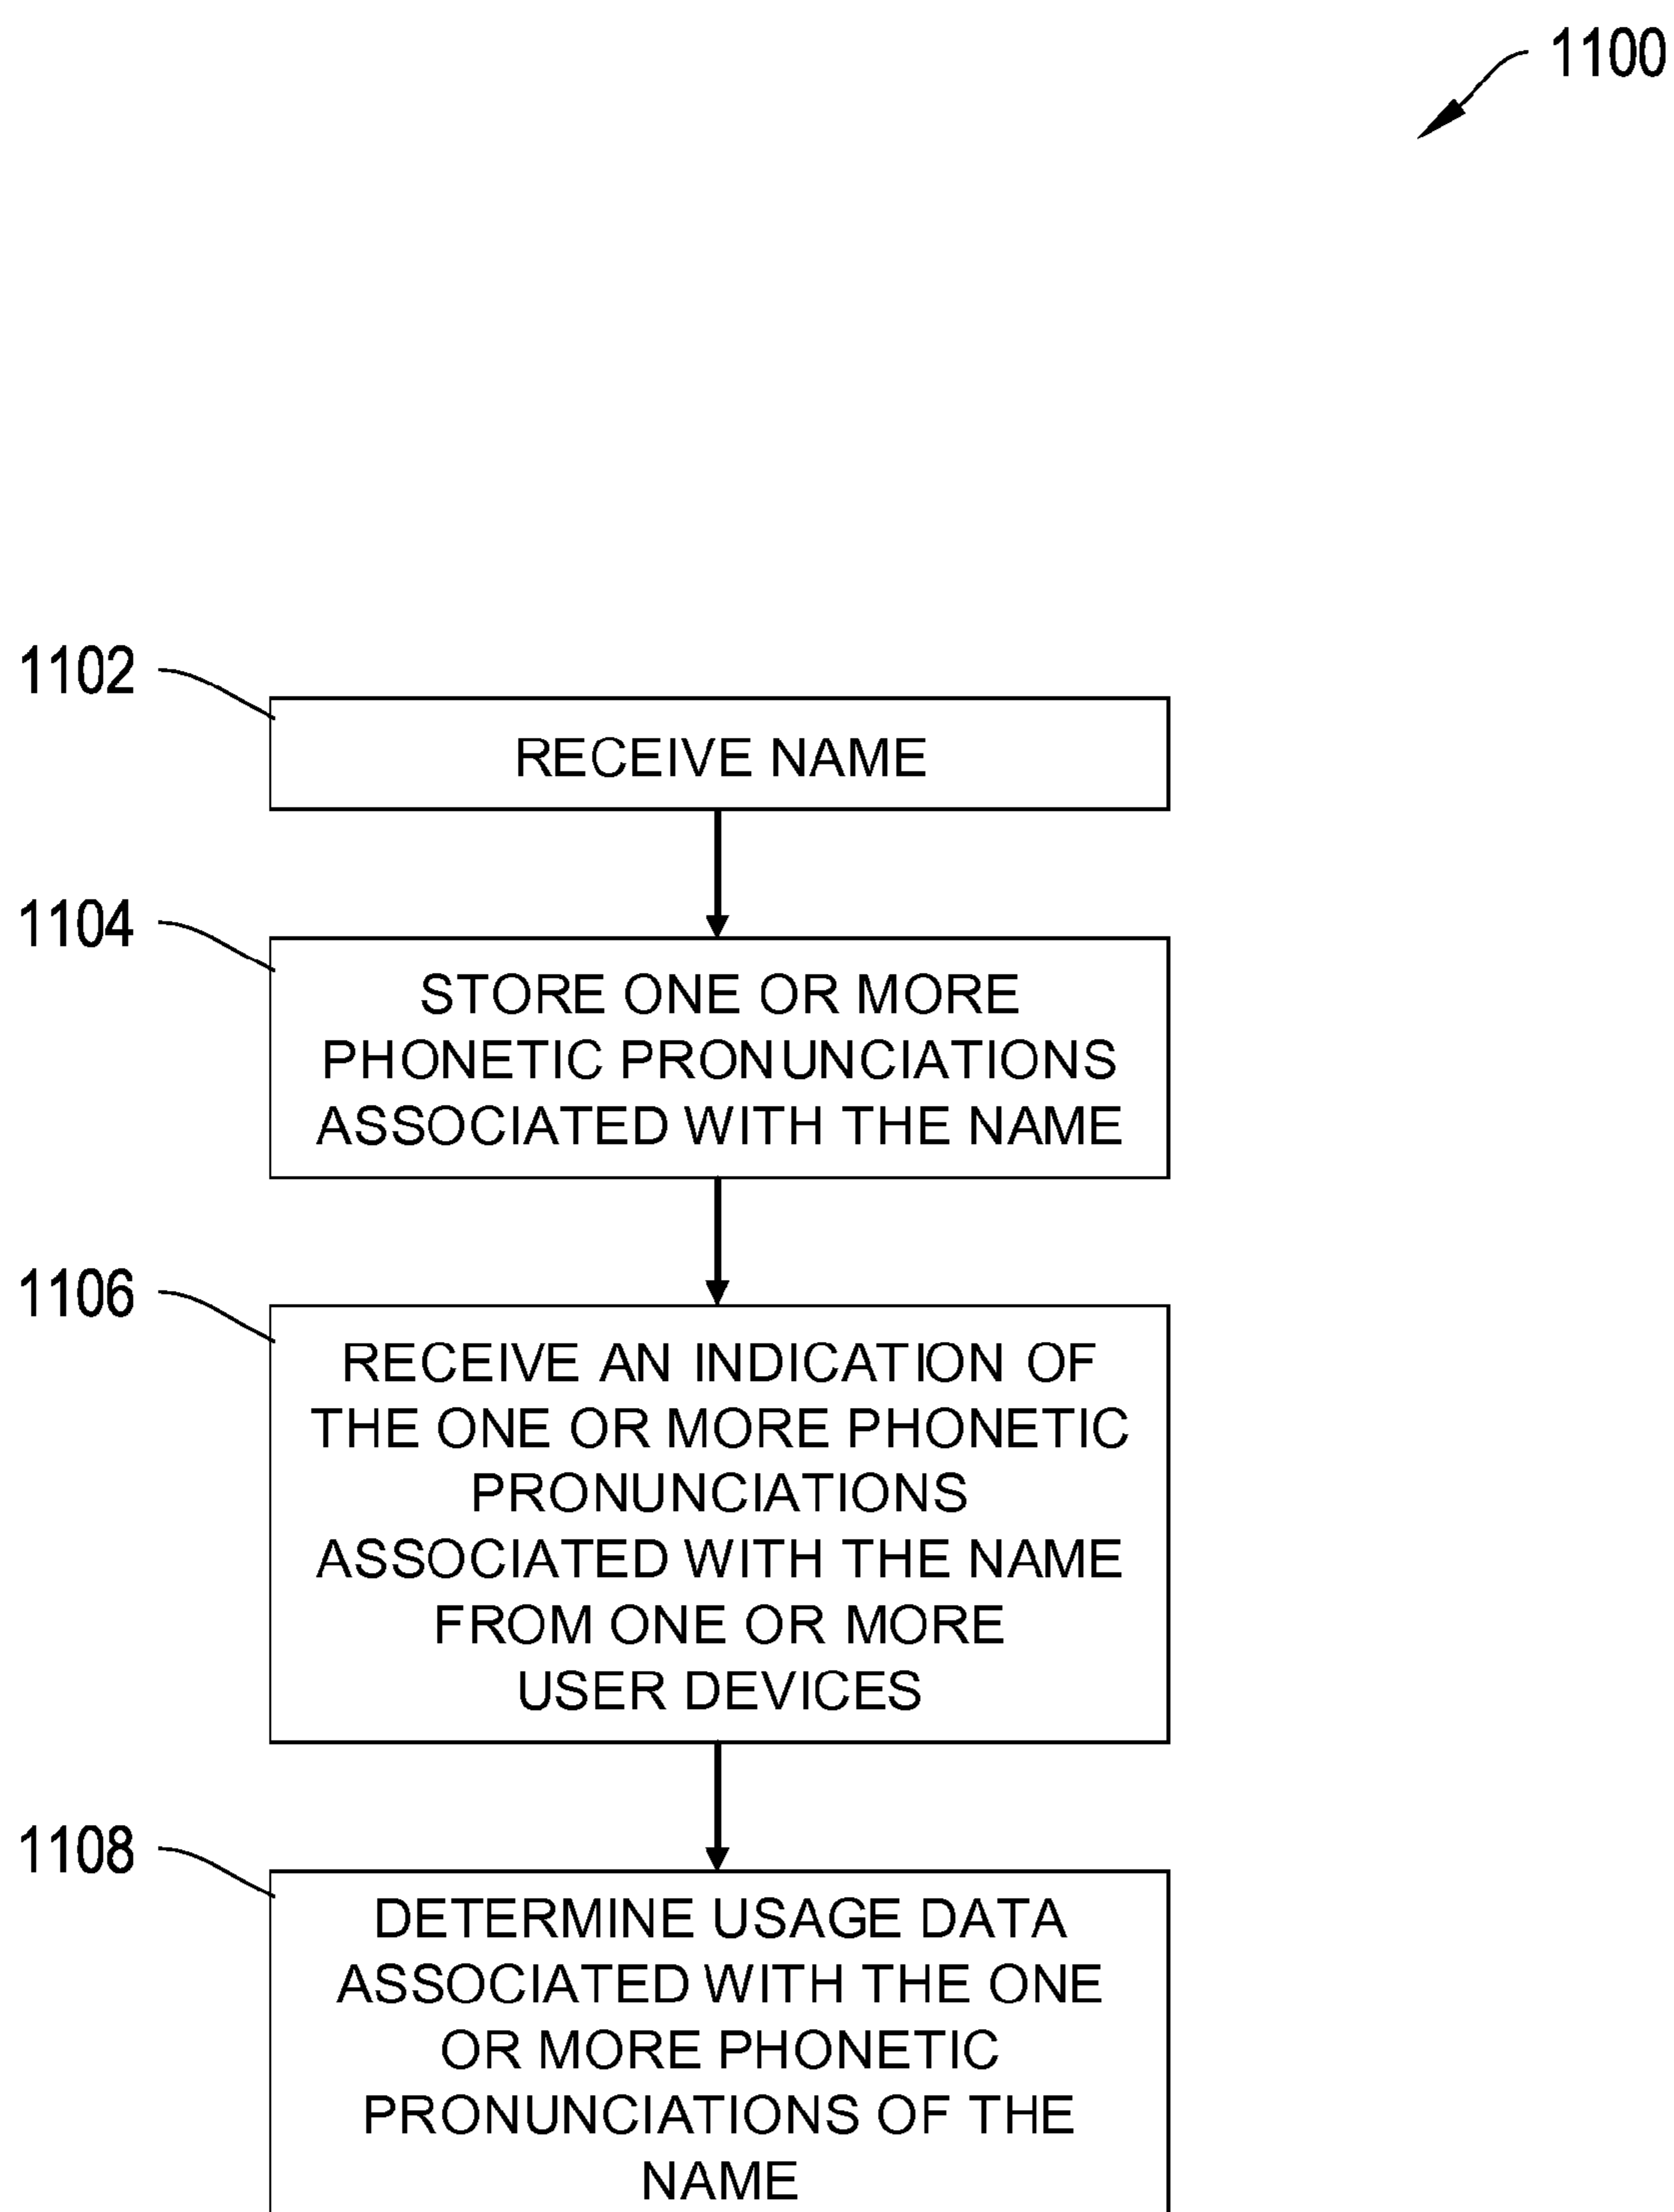 1100
1102
RECEIVE NAME
1104
STORE ONE OR MORE
PHONETIC PRONUNCIATIONS
ASSOCIATED WITH THE NAME
1106
RECEIVE AN INDICATION OF
THE ONE OR MORE PHONETIC
PRONUNCIATIONS
ASSOCIATED WITH THE NAME
FROM ONE OR MORE
USER DEVICES
1108
DETERMINE USAGE DATA
ASSOCIATED WITH THE ONE
OR MORE PHONETIC
PRONUNCIATIONS OF THE
NAME